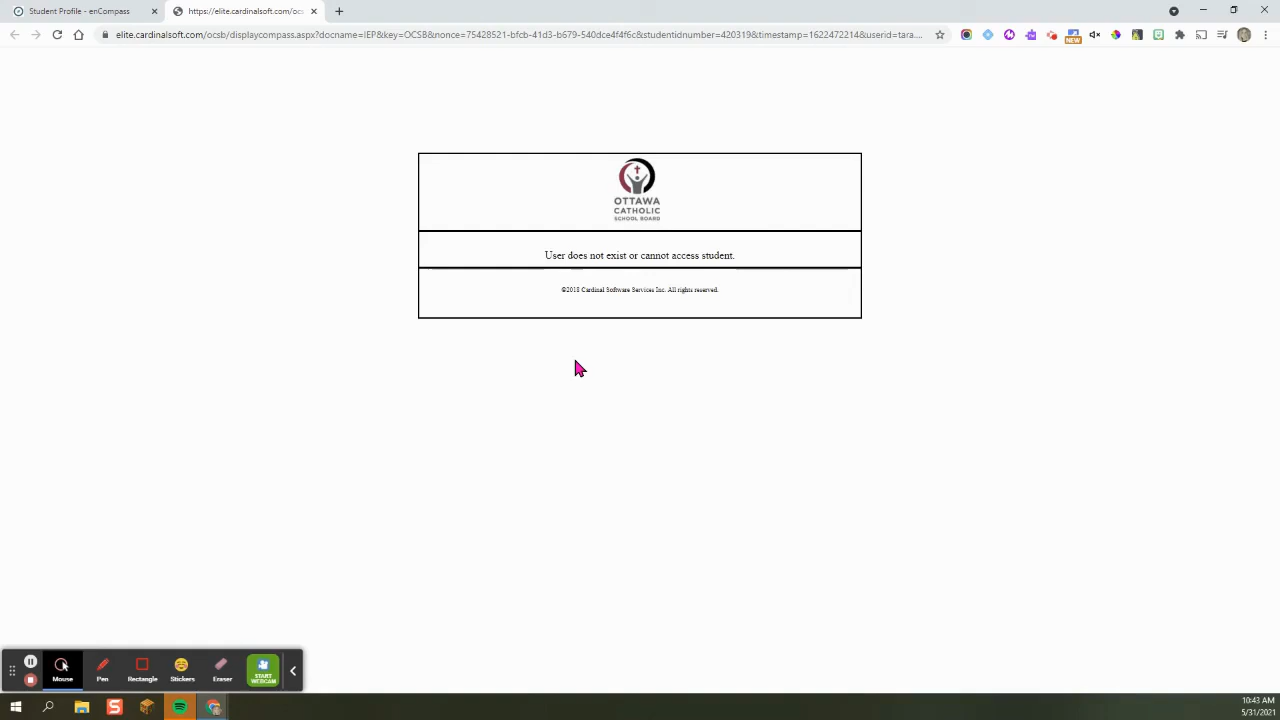 Student Profile - enCompass
https://elite.cardinalsoft.com/ocs
elite.cardinalsoft.com/ocsb/displaycompass.aspx?docname=IEP&key=OCSB&nonce=75428521-bfcb-41d3-b679-540dce4f4f6c&studentidnumber=420319&timestamp=1622472214&userid=tara...
NEW
OTTAWA
CATHOLIC
SCHOOL BOARD
User does not exist or cannot access student.
©2018 Cardinal Software Services Inc. All rights reserved.
Mouse
Pen
Rectangle
Stickers
Eraser
START
WEBCAM
10:43 AM
5/31/2021